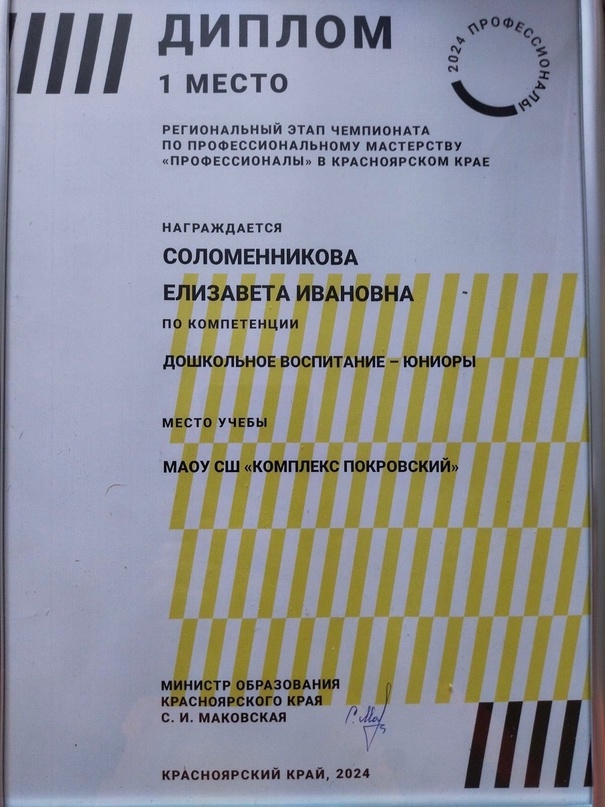 ДИПЛОМ
1 МЕСТО
2024 ПРОФЕССИОНАЛЫ
РЕГИОНАЛЬНЫЙ ЭТАП ЧЕМПИОНАТА
ПО ПРОФЕССИОНАЛЬНОМУ МАСТЕРСТВУ
«ПРОФЕССИОНАЛЫ» В КРАСНОЯРСКОМ КРАЕ
НАГРАЖДАЕТСЯ
СОЛОМЕННИКОВА
ЕЛИЗАВЕТА ИВАНОВНА
ПО КОМПЕТЕНЦИИ
ДОШКОЛЬНОЕ ВОСПИТАНИЕ – ЮНИОРЫ
МЕСТО УЧЕБЫ
МАОУ СШ «КОМПЛЕКС ПОКРОВСКИЙ»
МИНИСТР ОБРАЗОВАНИЯ
КРАСНОЯРСКОГО КРАЯ
С. И. МАКОВСКАЯ
КРАСНОЯРСКИЙ КРАЙ, 2024